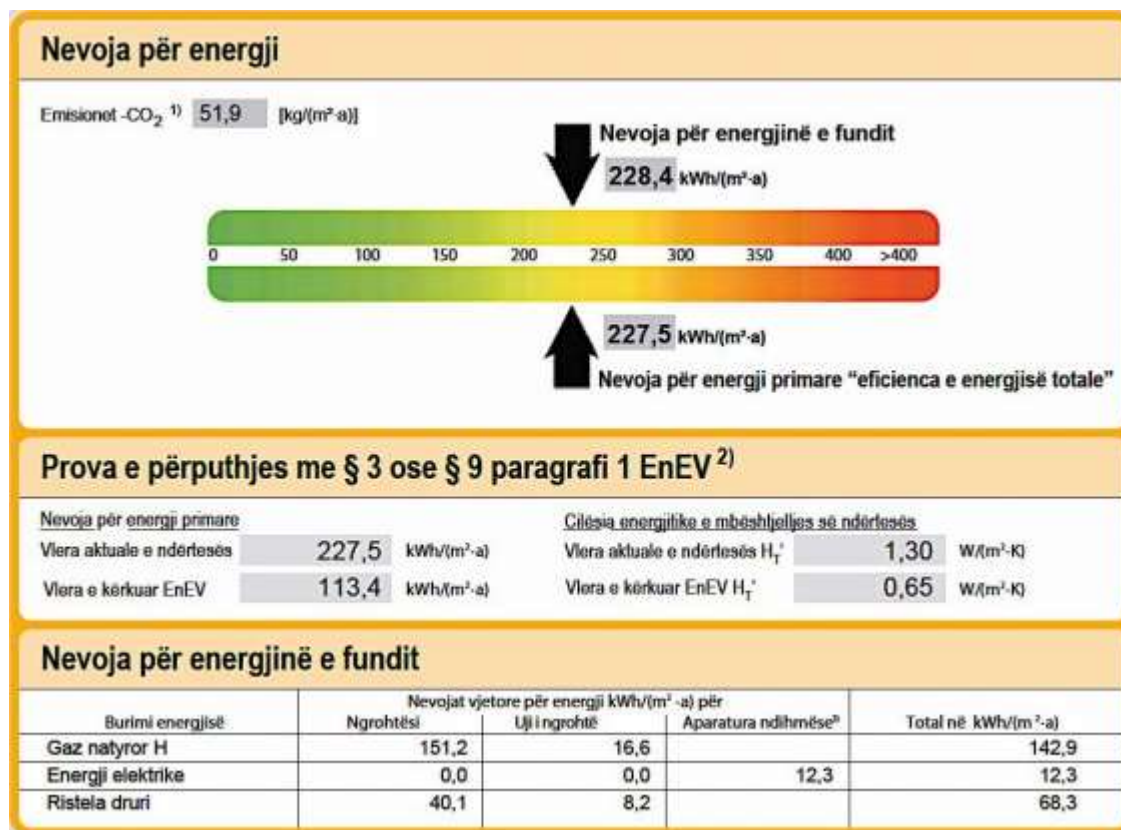 Nevoja për energji
Emisionet -CO₂ ¹⁾ 51,9 [kg/(m²·a)]
Nevoja për energjinë e fundit
228,4 kWh/(m²·a)
0 50 100 150 200 250 300 350 400 >400
227,5 kWh/(m²·a)
Nevoja për energji primare “eficienca e energjisë totale”
Prova e përputhjes me § 3 ose § 9 paragrafi 1 EnEV ²⁾
Nevoja për energji primare Cilësia energjitike e mbështjelljes së ndërtesës
Vlera aktuale e ndërtesës 227,5 kWh/(m²·a) Vlera aktuale e ndërtesës H_T' 1,30 W/(m²·K)
Vlera e kërkuar EnEV 113,4 kWh/(m²·a) Vlera e kërkuar EnEV H_T' 0,65 W/(m²·K)
Nevoja për energjinë e fundit
Nevojat vjetore për energji kWh/(m² ·a) për
Burimi energjisë Ngrohtësi Uji i ngrohtë Aparatura ndihmëse³⁾ Total në kWh/(m²·a)
Gaz natyror H 151,2 16,6 142,9
Energji elektrike 0,0 0,0 12,3 12,3
Ristela druri 40,1 8,2 68,3